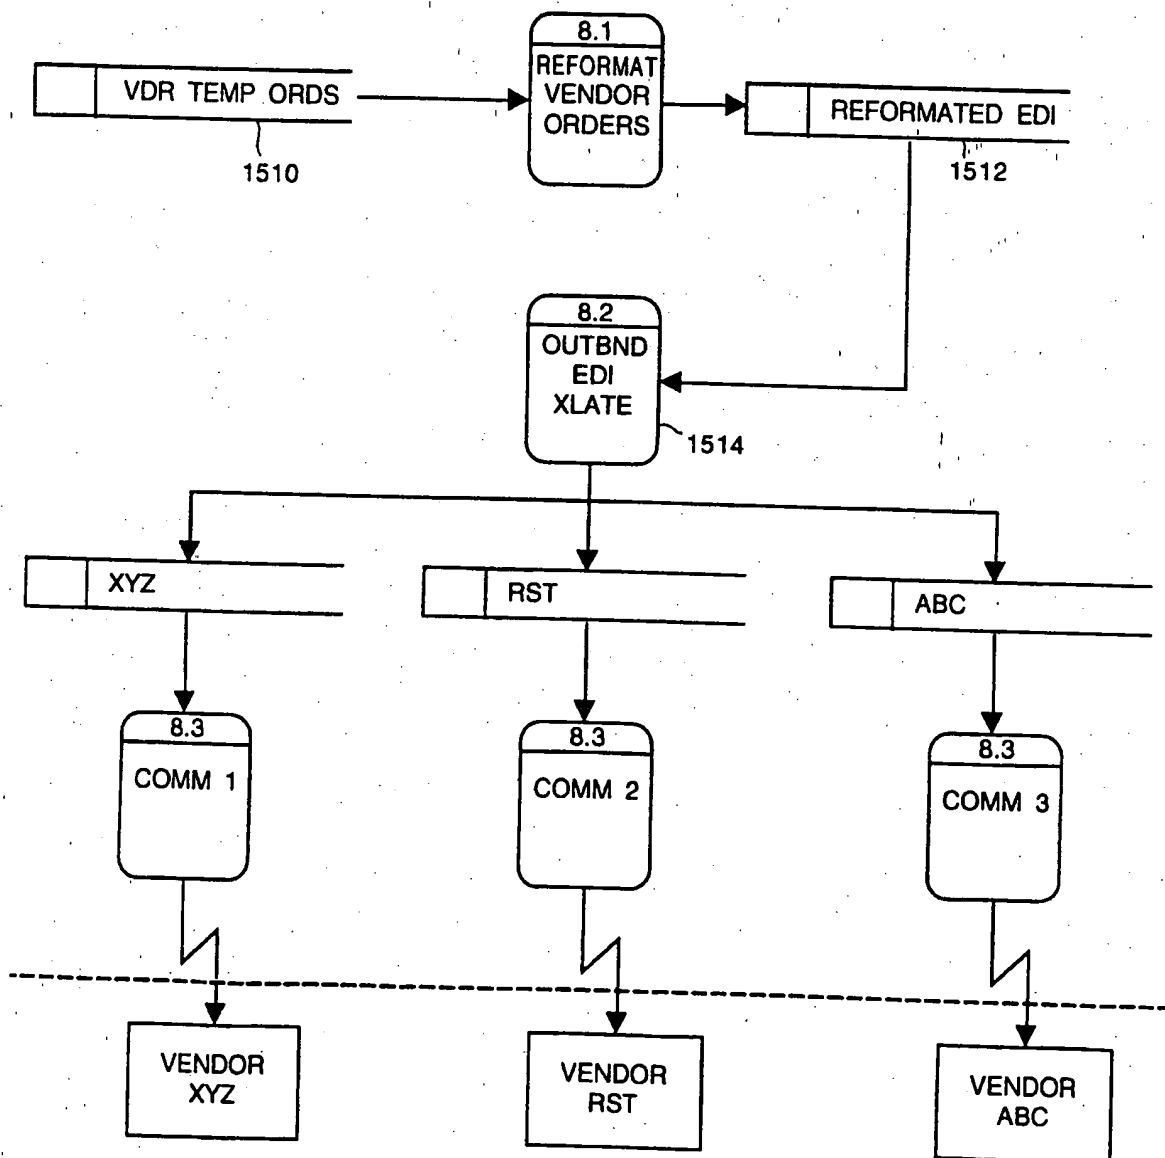 8.1
REFORMAT
VENDOR
ORDERS
VDR TEMP ORDS
1510
REFORMATED EDI
1512
8.2
OUTBND
EDI
XLATE
1514
XYZ
RST
ABC
8.3
COMM 1
8.3
COMM 2
8.3
COMM 3
VENDOR
XYZ
VENDOR
RST
VENDOR
ABC